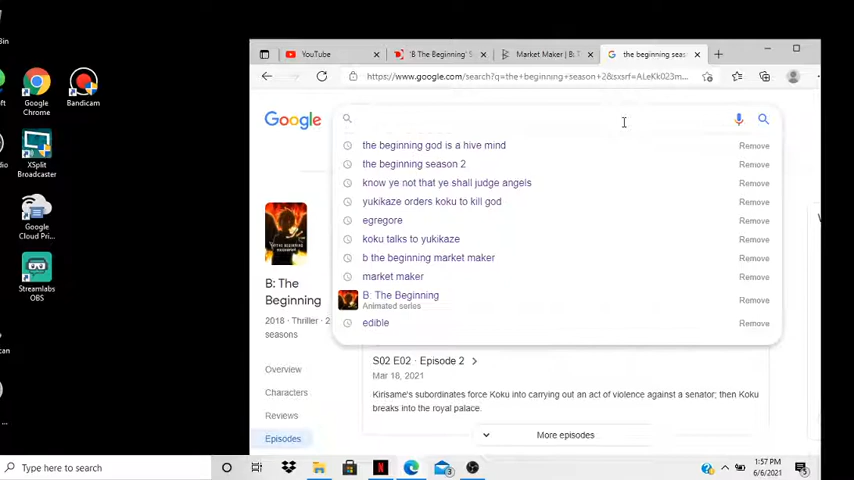 Bin
YouTube
'B The Beginning' S
Market Maker | B: T
the beginning seas
https://www.google.com/search?q=the+beginning+season+2&sxsrf=ALeKk023m...
Google
the beginning god is a hive mind Remove
the beginning season 2 Remove
know ye not that ye shall judge angels Remove
yukikaze orders koku to kill god Remove
egregore Remove
koku talks to yukikaze Remove
b the beginning market maker Remove
market maker Remove
B: The Beginning Remove
Animated series
edible Remove
B: The
Beginning
2018 · Thriller · 2
seasons
Overview
Characters
Reviews
Episodes
S02 E02 · Episode 2
Mar 18, 2021
Kirisame's subordinates force Koku into carrying out an act of violence against a senator; then Koku
breaks into the royal palace.
More episodes
Google
Chrome
Bandicam
XSplit
Broadcaster
Google
Cloud Pri...
Streamlabs
OBS
Type here to search
3
1:57 PM
6/6/2021
5